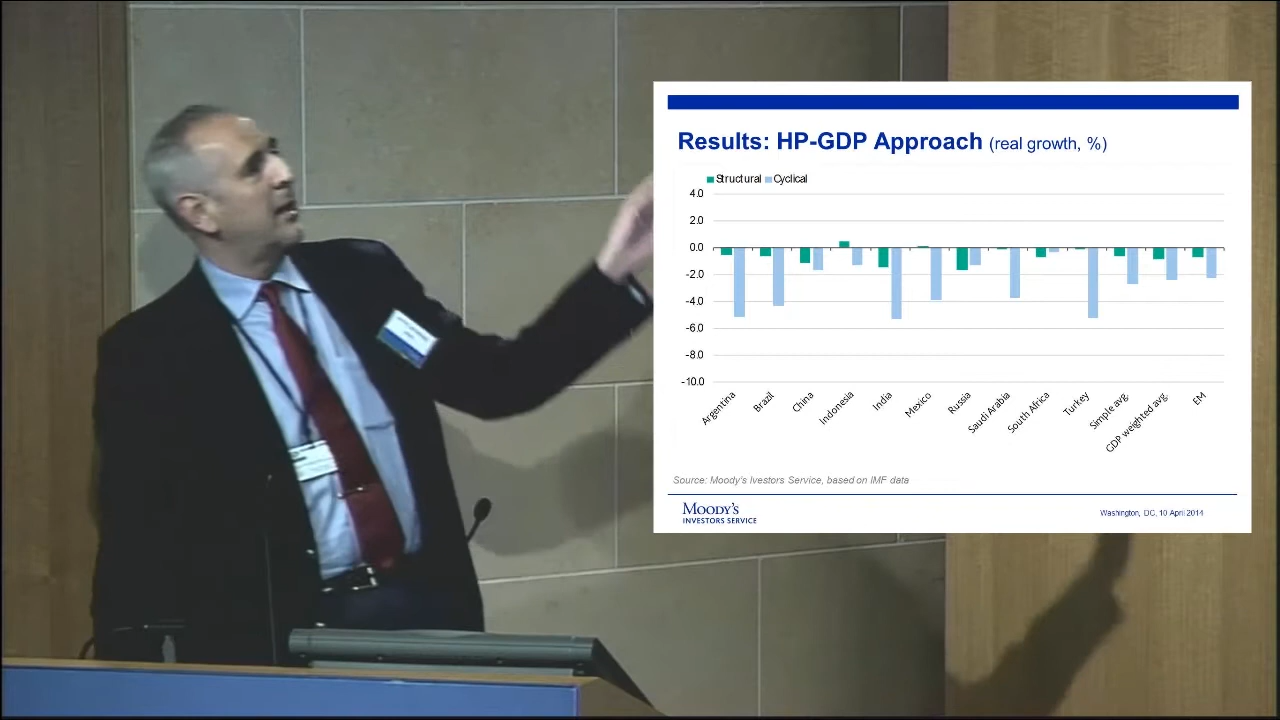 Results: HP-GDP Approach (real growth, %)
Structural Cyclical
4.0
2.0
0.0
-2.0
-4.0
-6.0
-8.0
-10.0
Argentina
Brazil
China
Indonesia
India
Mexico
Russia
Saudi Arabia
South Africa
Turkey
Simple avg.
GDP weighted avg.
EM
Source: Moody's Ivestors Service, based on IMF data
MOODY'S
INVESTORS SERVICE
Washington, DC, 10 April 2014